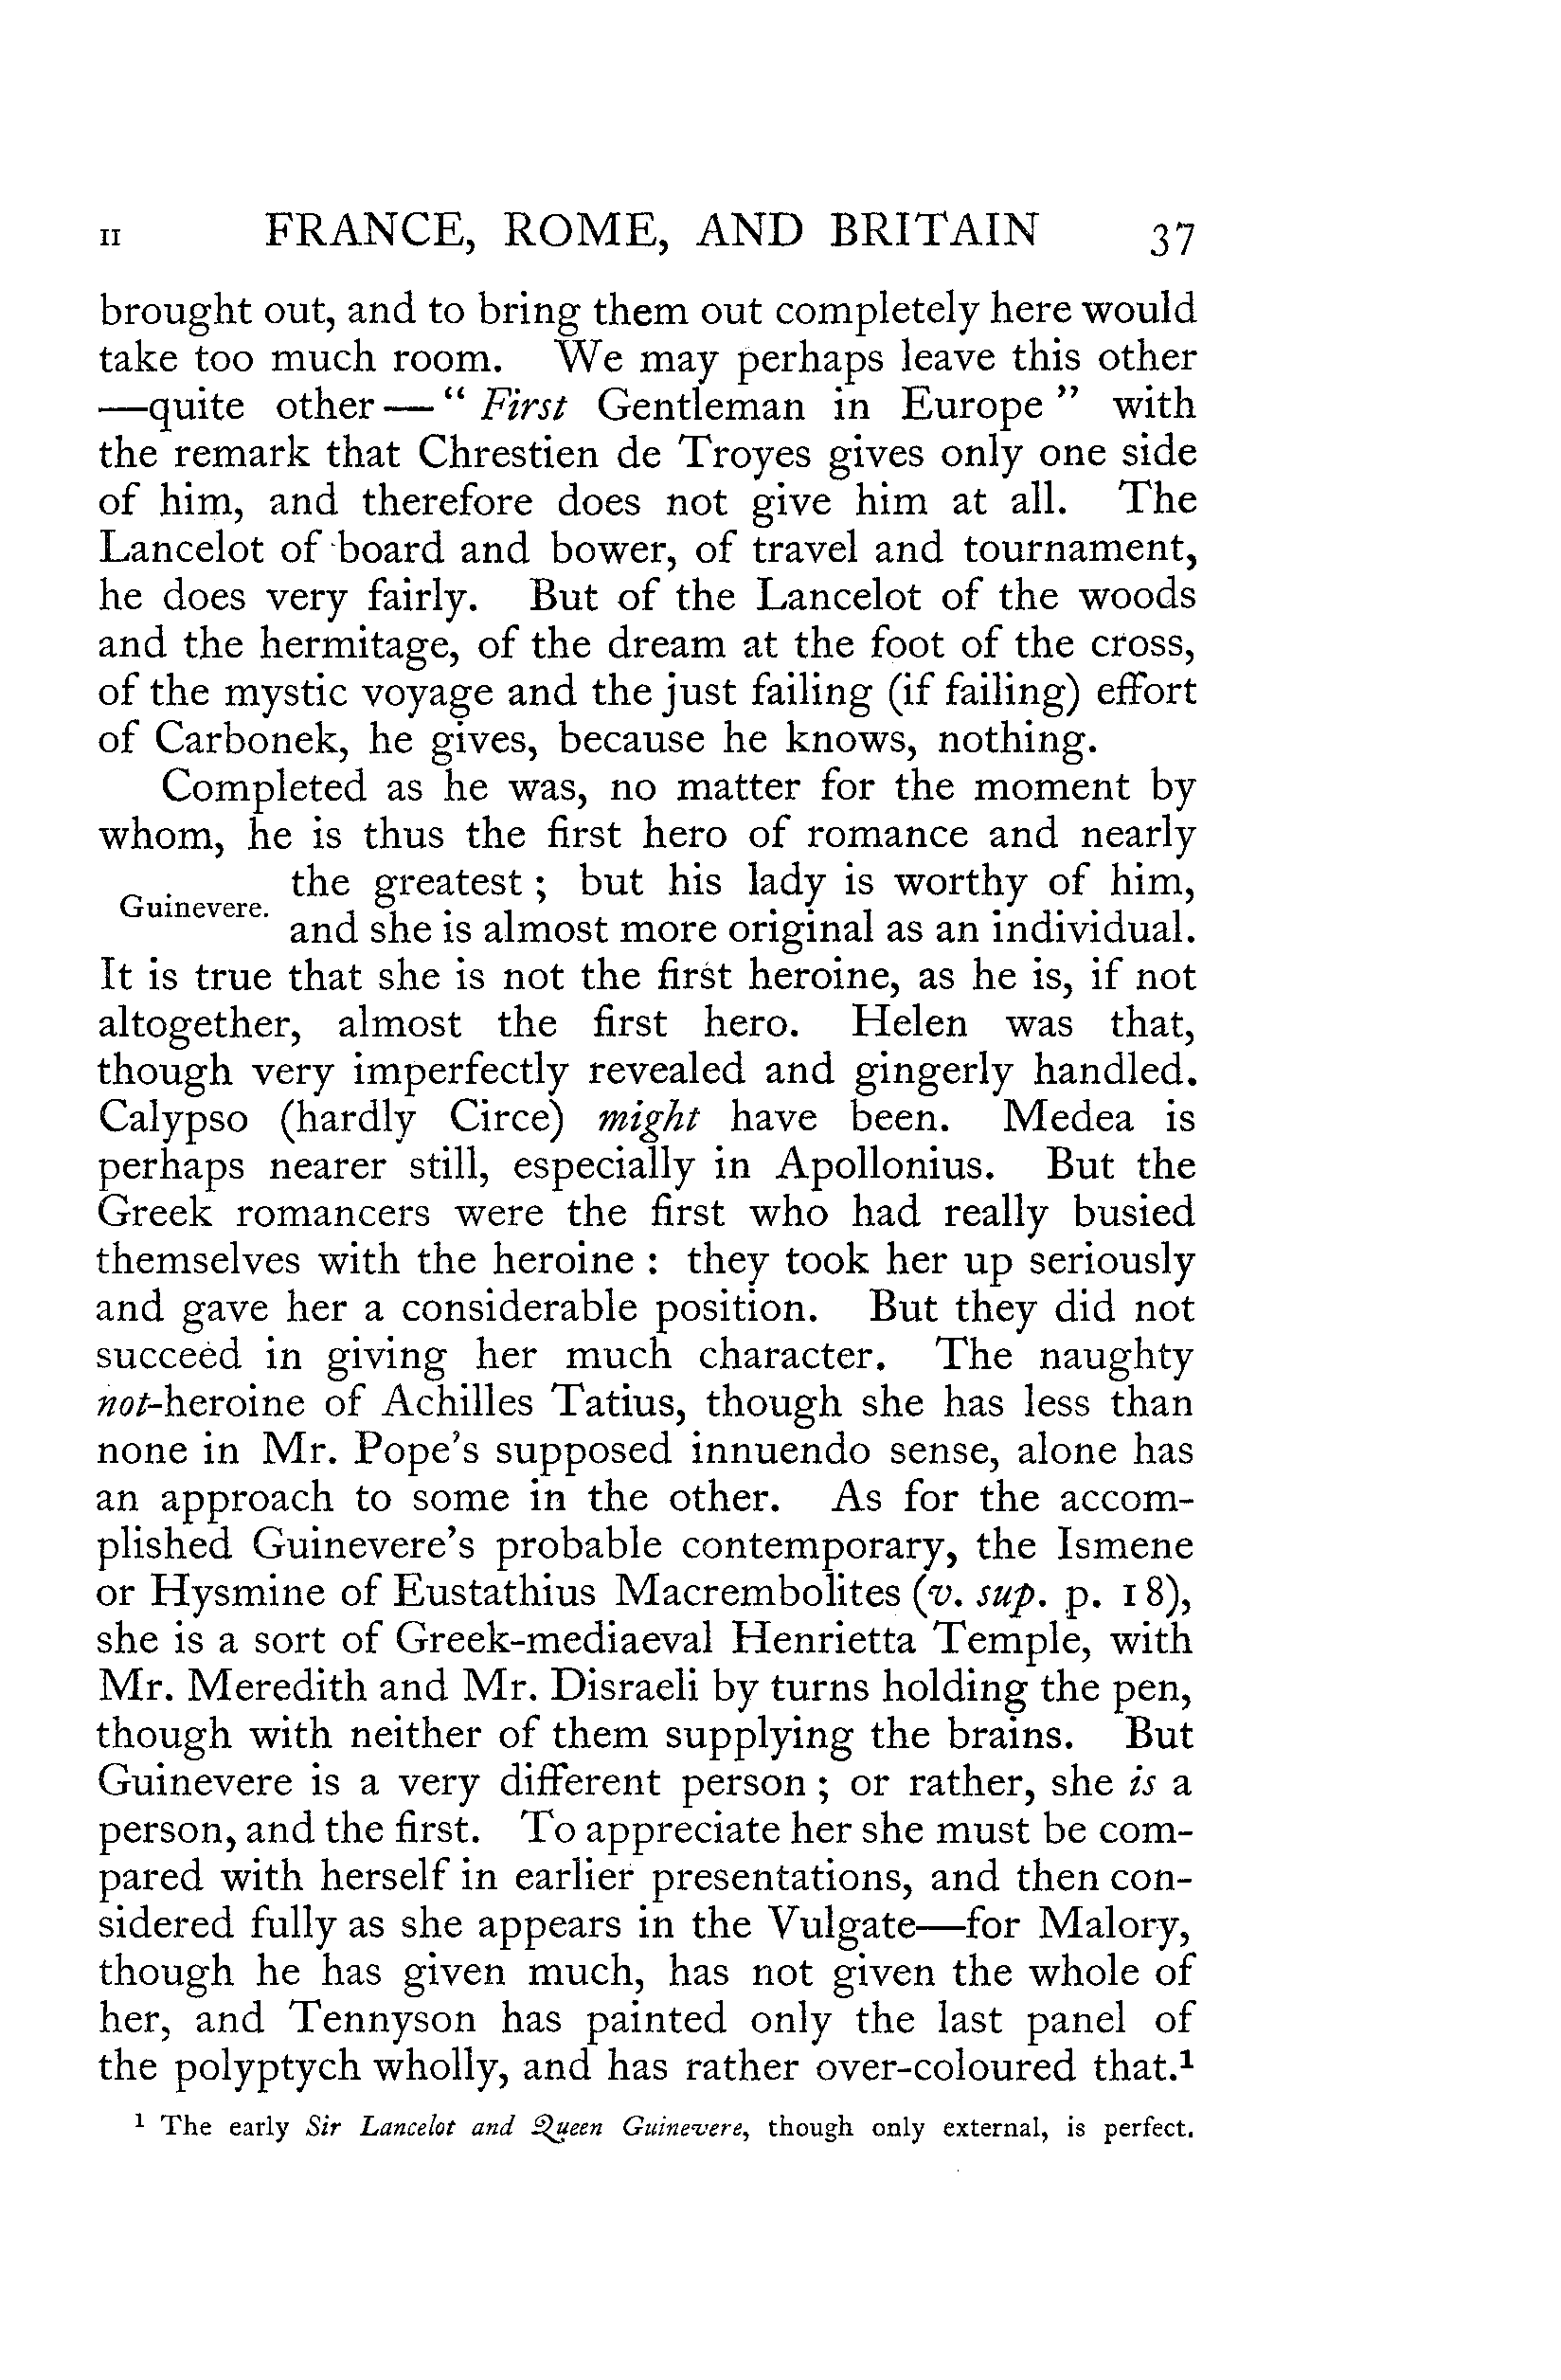 II FRANCE, ROME, AND BRITAIN 37
brought out, and to bring them out completely here would
take too much room. We may perhaps leave this other
—quite other—“ First Gentleman in Europe ” with
the remark that Chrestien de Troyes gives only one side
of him, and therefore does not give him at all. The
Lancelot of board and bower, of travel and tournament,
he does very fairly. But of the Lancelot of the woods
and the hermitage, of the dream at the foot of the cross,
of the mystic voyage and the just failing (if failing) effort
of Carbonek, he gives, because he knows, nothing.
Completed as he was, no matter for the moment by
whom, he is thus the first hero of romance and nearly
the greatest ; but his lady is worthy of him,
Guinevere.
and she is almost more original as an individual.
It is true that she is not the first heroine, as he is, if not
altogether, almost the first hero. Helen was that,
though very imperfectly revealed and gingerly handled.
Calypso (hardly Circe) might have been. Medea is
perhaps nearer still, especially in Apollonius. But the
Greek romancers were the first who had really busied
themselves with the heroine : they took her up seriously
and gave her a considerable position. But they did not
succeed in giving her much character. The naughty
not-heroine of Achilles Tatius, though she has less than
none in Mr. Pope’s supposed innuendo sense, alone has
an approach to some in the other. As for the accom-
plished Guinevere’s probable contemporary, the Ismene
or Hysmine of Eustathius Macrembolites (v. sup. p. 18),
she is a sort of Greek-mediaeval Henrietta Temple, with
Mr. Meredith and Mr. Disraeli by turns holding the pen,
though with neither of them supplying the brains. But
Guinevere is a very different person ; or rather, she is a
person, and the first. To appreciate her she must be com-
pared with herself in earlier presentations, and then con-
sidered fully as she appears in the Vulgate—for Malory,
though he has given much, has not given the whole of
her, and Tennyson has painted only the last panel of
the polyptych wholly, and has rather over-coloured that.¹
¹ The early Sir Lancelot and Queen Guinevere, though only external, is perfect.